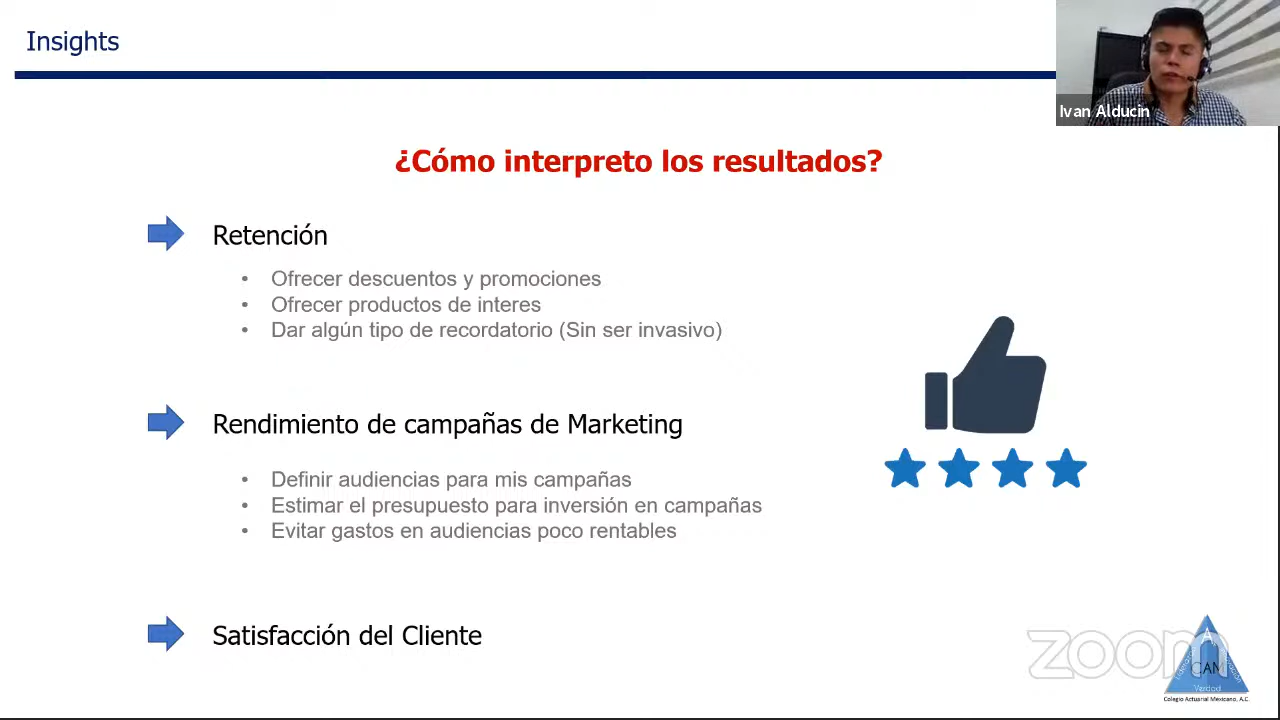 Insights
Ivan Alducin
¿Cómo interpreto los resultados?
Retención
• Ofrecer descuentos y promociones
• Ofrecer productos de interes
• Dar algún tipo de recordatorio (Sin ser invasivo)
Rendimiento de campañas de Marketing
• Definir audiencias para mis campañas
• Estimar el presupuesto para inversión en campañas
• Evitar gastos en audiencias poco rentables
Satisfacción del Cliente
zoom
CAM
Verdad
Colegio Actuarial Mexicano, A.C.